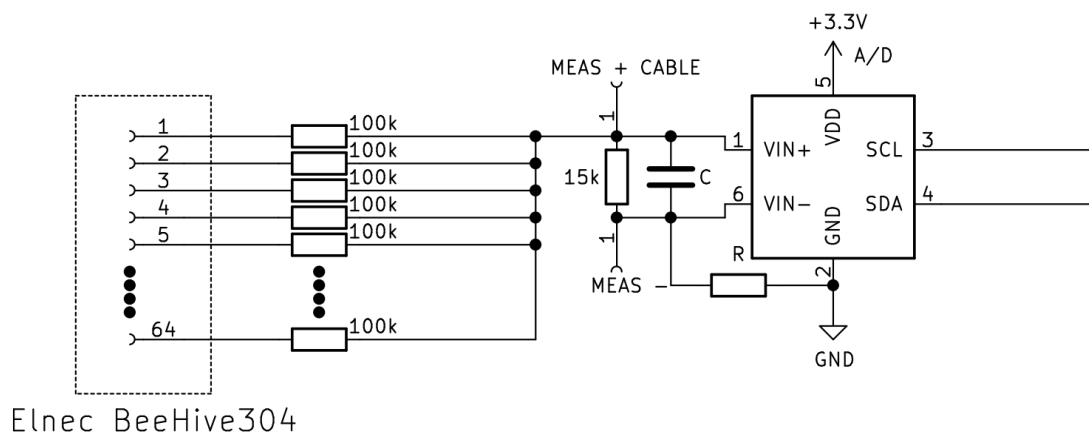 +3.3V
A/D
MEAS + CABLE
1
5
VDD
1 100k
2 100k
3 100k
4 100k
5 100k
64 100k
15k
C
1 VIN+
6 VIN-
SCL 3
SDA 4
GND
2
1
MEAS -
R
GND
Elnec BeeHive304